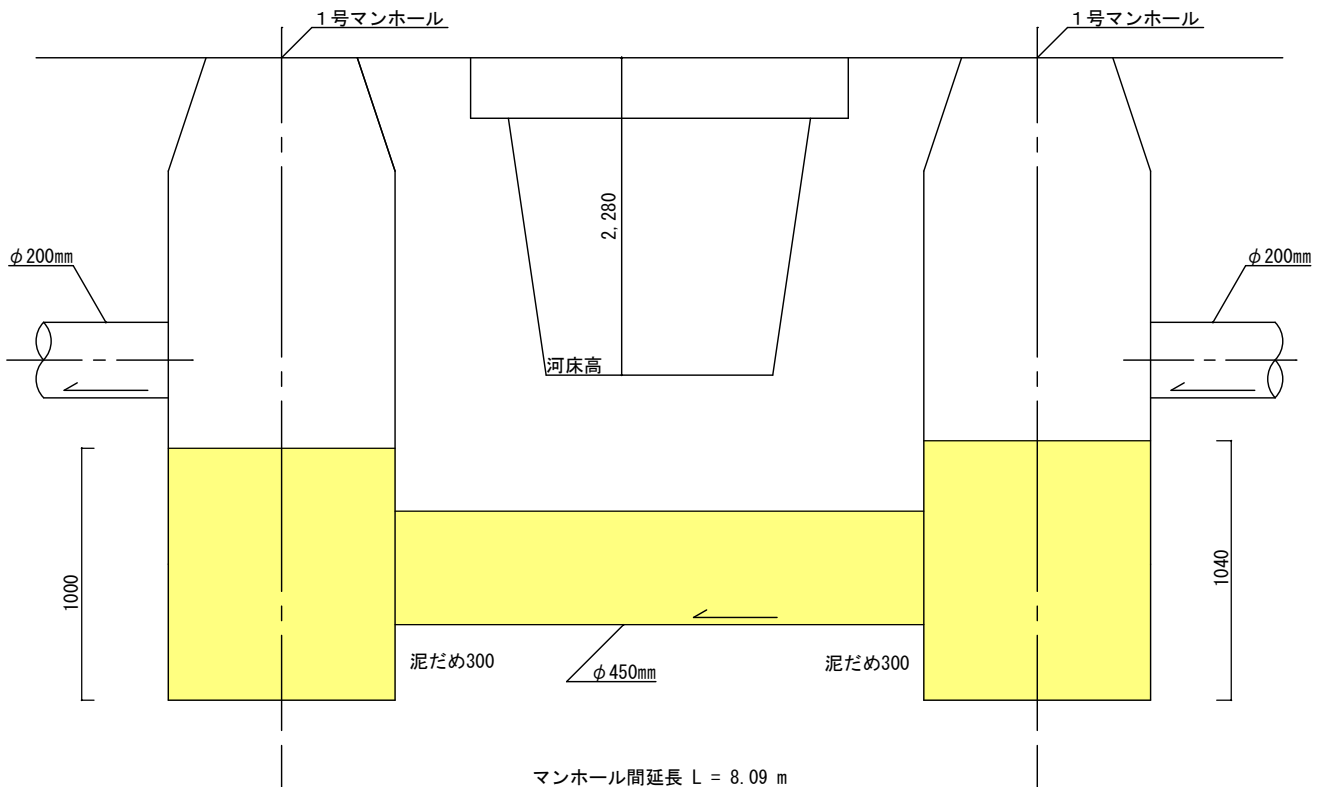 1号マンホール
1号マンホール
2,280
φ200mm
φ200mm
河床高
1000
1040
泥だめ300
泥だめ300
φ450mm
マンホール間延長 L = 8.09 m